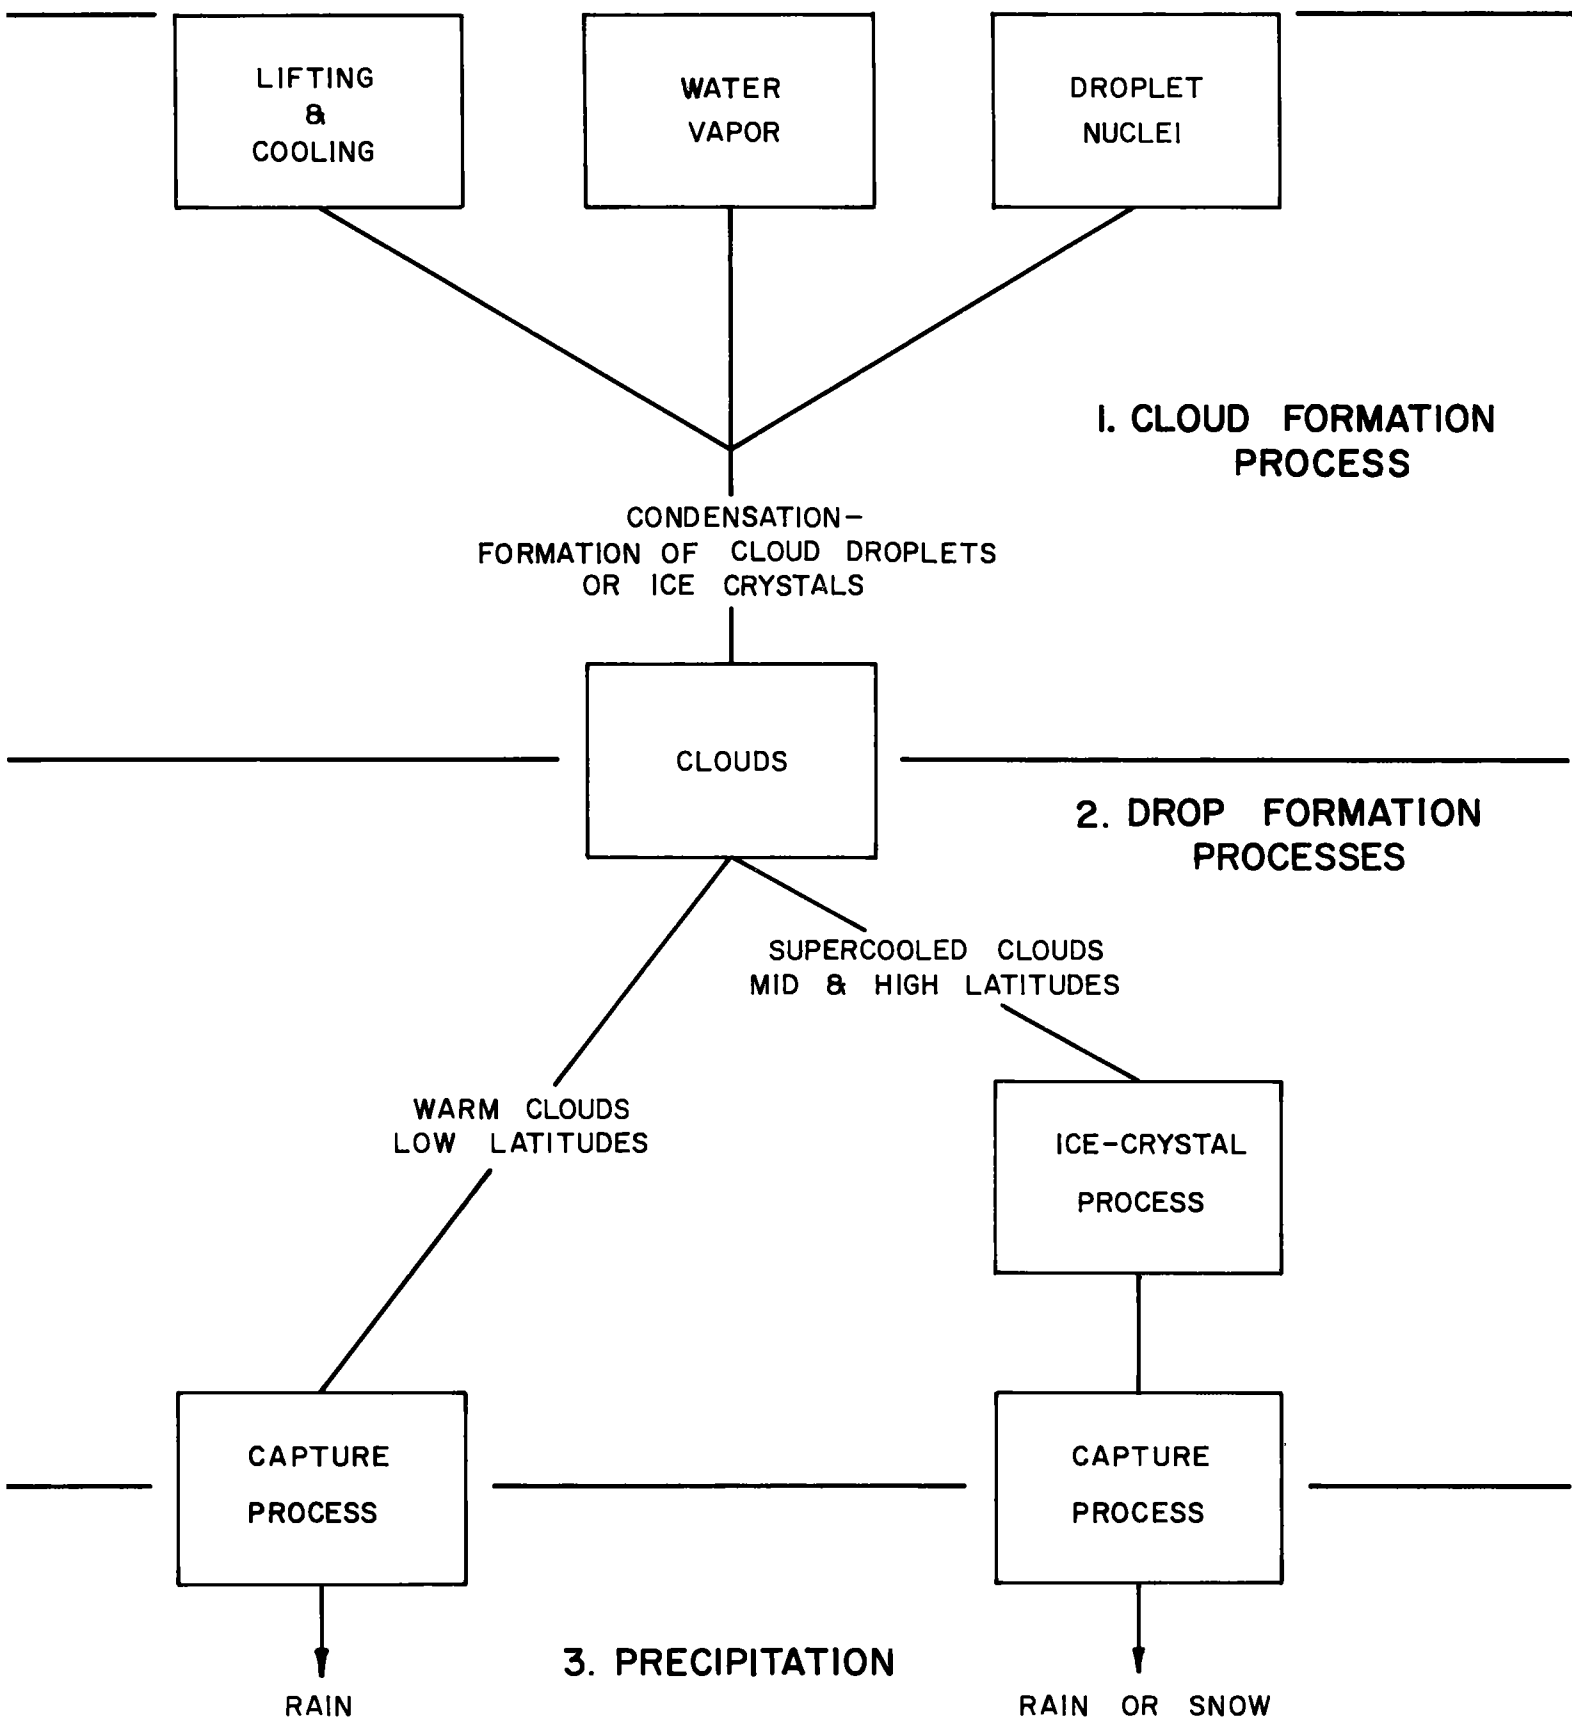 LIFTING
&
COOLING
WATER
VAPOR
DROPLET
NUCLEI
1. CLOUD FORMATION
PROCESS
CONDENSATION-
FORMATION OF CLOUD DROPLETS
OR ICE CRYSTALS
CLOUDS
2. DROP FORMATION
PROCESSES
SUPERCOOLED CLOUDS
MID & HIGH LATITUDES
WARM CLOUDS
LOW LATITUDES
ICE-CRYSTAL
PROCESS
CAPTURE
PROCESS
CAPTURE
PROCESS
3. PRECIPITATION
RAIN
RAIN OR SNOW